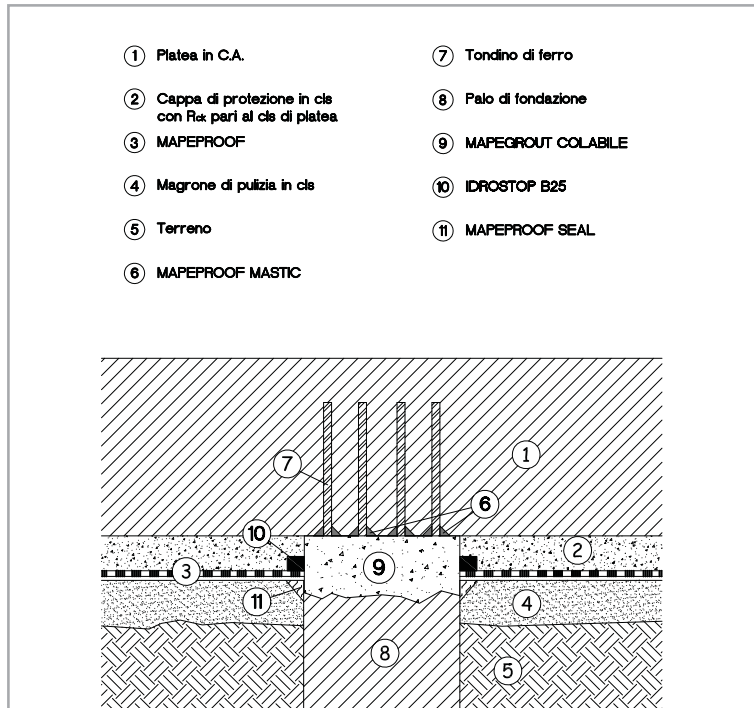 1 Platea in C.A.
2 Cappa di protezione in cls
con Rck pari al cls di platea
3 MAPEPROOF
4 Magrone di pulizia in cls
5 Terreno
6 MAPEPROOF MASTIC
7 Tondino di ferro
8 Palo di fondazione
9 MAPEGROUT COLABILE
10 IDROSTOP B25
11 MAPEPROOF SEAL
1
7
6
10
2
3
9
11
4
8
5